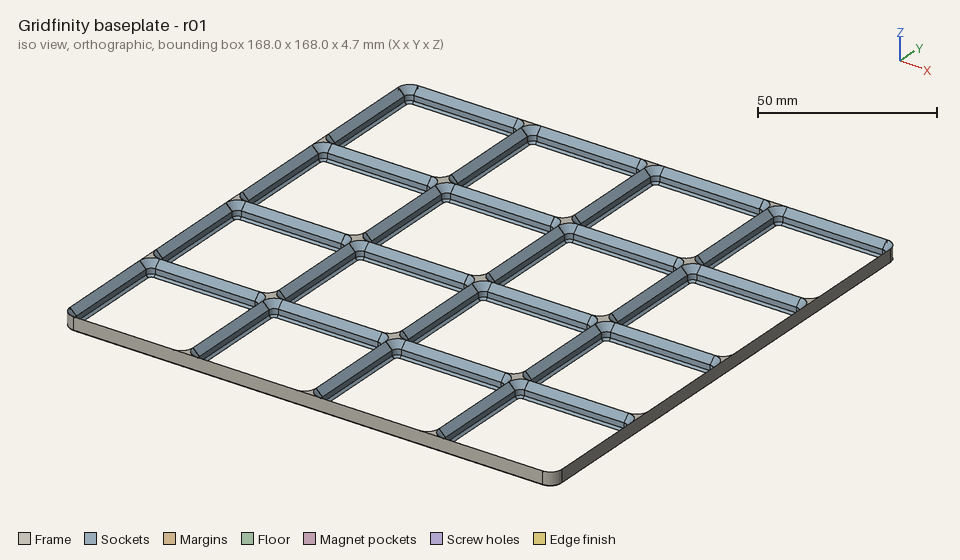 Gridfinity baseplate - r01
iso view, orthographic, bounding box 168.0 x 168.0 x 4.7 mm (X x Y x Z)
Z
Y
X
50 mm
Frame
Sockets
Margins
Floor
Magnet pockets
Screw holes
Edge finish